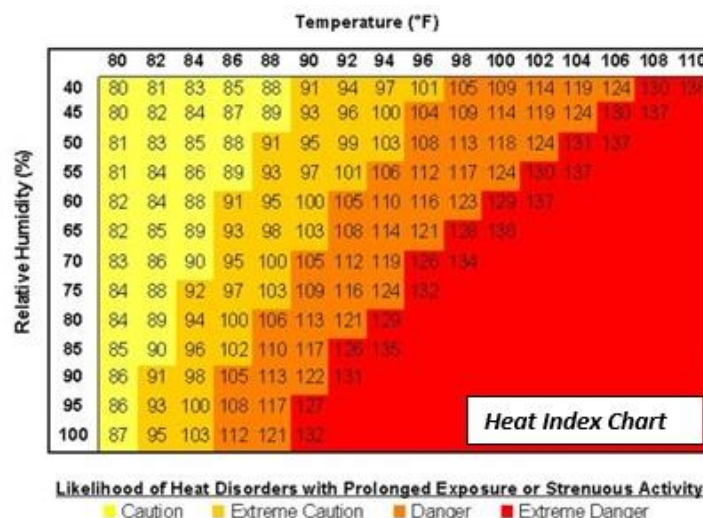 Temperature (°F)
80 82 84 86 88 90 92 94 96 98 100 102 104 106 108 110
Relative Humidity (%)
40 80 81 83 85 88 91 94 97 101 105 109 114 119 124 130 136
45 80 82 84 87 89 93 96 100 104 109 114 119 124 130 137
50 81 83 85 88 91 95 99 103 108 113 118 124 131 137
55 81 84 86 89 93 97 101 106 112 117 124 130 137
60 82 84 88 91 95 100 105 110 116 123 129 137
65 82 85 89 93 98 103 108 114 121 128 136
70 83 86 90 95 100 105 112 119 126 134
75 84 88 92 97 103 109 116 124 132
80 84 89 94 100 106 113 121 129
85 85 90 96 102 110 117 126 135
90 86 91 98 105 113 122 131
95 86 93 100 108 117 127
100 87 95 103 112 121 132
Heat Index Chart
Likelihood of Heat Disorders with Prolonged Exposure or Strenuous Activity
Caution Extreme Caution Danger Extreme Danger